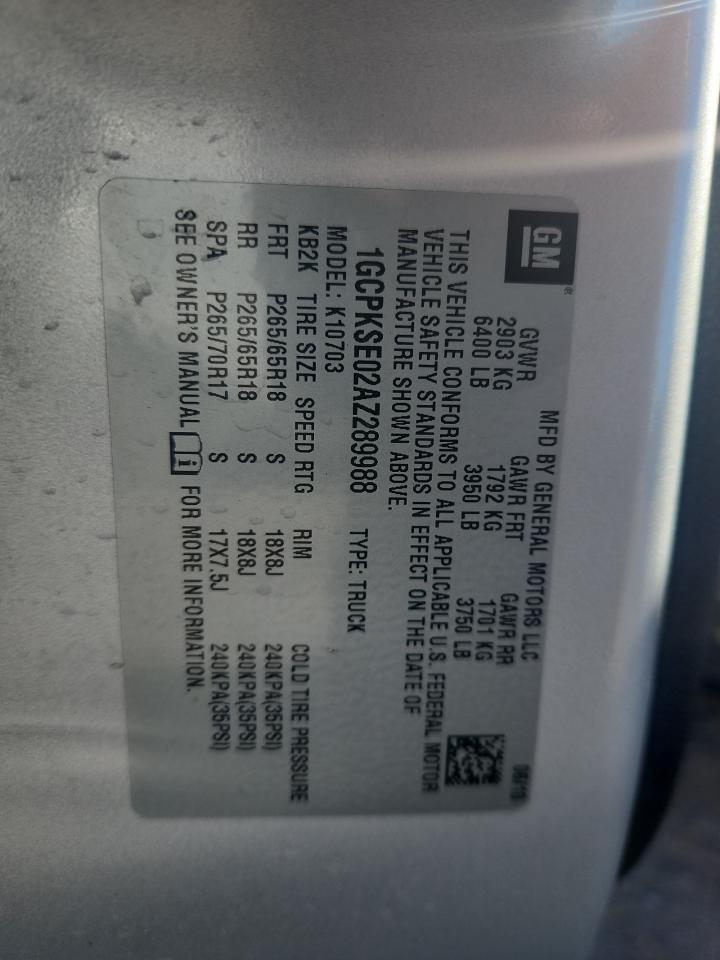 GM®
MFD BY GENERAL MOTORS LLC 06/10
GVWR GAWR FRT GAWR RR
2903 KG 1792 KG 1701 KG
6400 LB 3950 LB 3750 LB
THIS VEHICLE CONFORMS TO ALL APPLICABLE U.S. FEDERAL MOTOR
VEHICLE SAFETY STANDARDS IN EFFECT ON THE DATE OF
MANUFACTURE SHOWN ABOVE.
1GCPKSE02AZ289988 TYPE: TRUCK
MODEL: K10703
KB2K TIRE SIZE SPEED RTG RIM COLD TIRE PRESSURE
FRT P265/65R18 S 18X8J 240KPA(35PSI)
RR P265/65R18 S 18X8J 240KPA(35PSI)
SPA P265/70R17 S 17X7.5J 240KPA(35PSI)
SEE OWNER'S MANUAL FOR MORE INFORMATION.